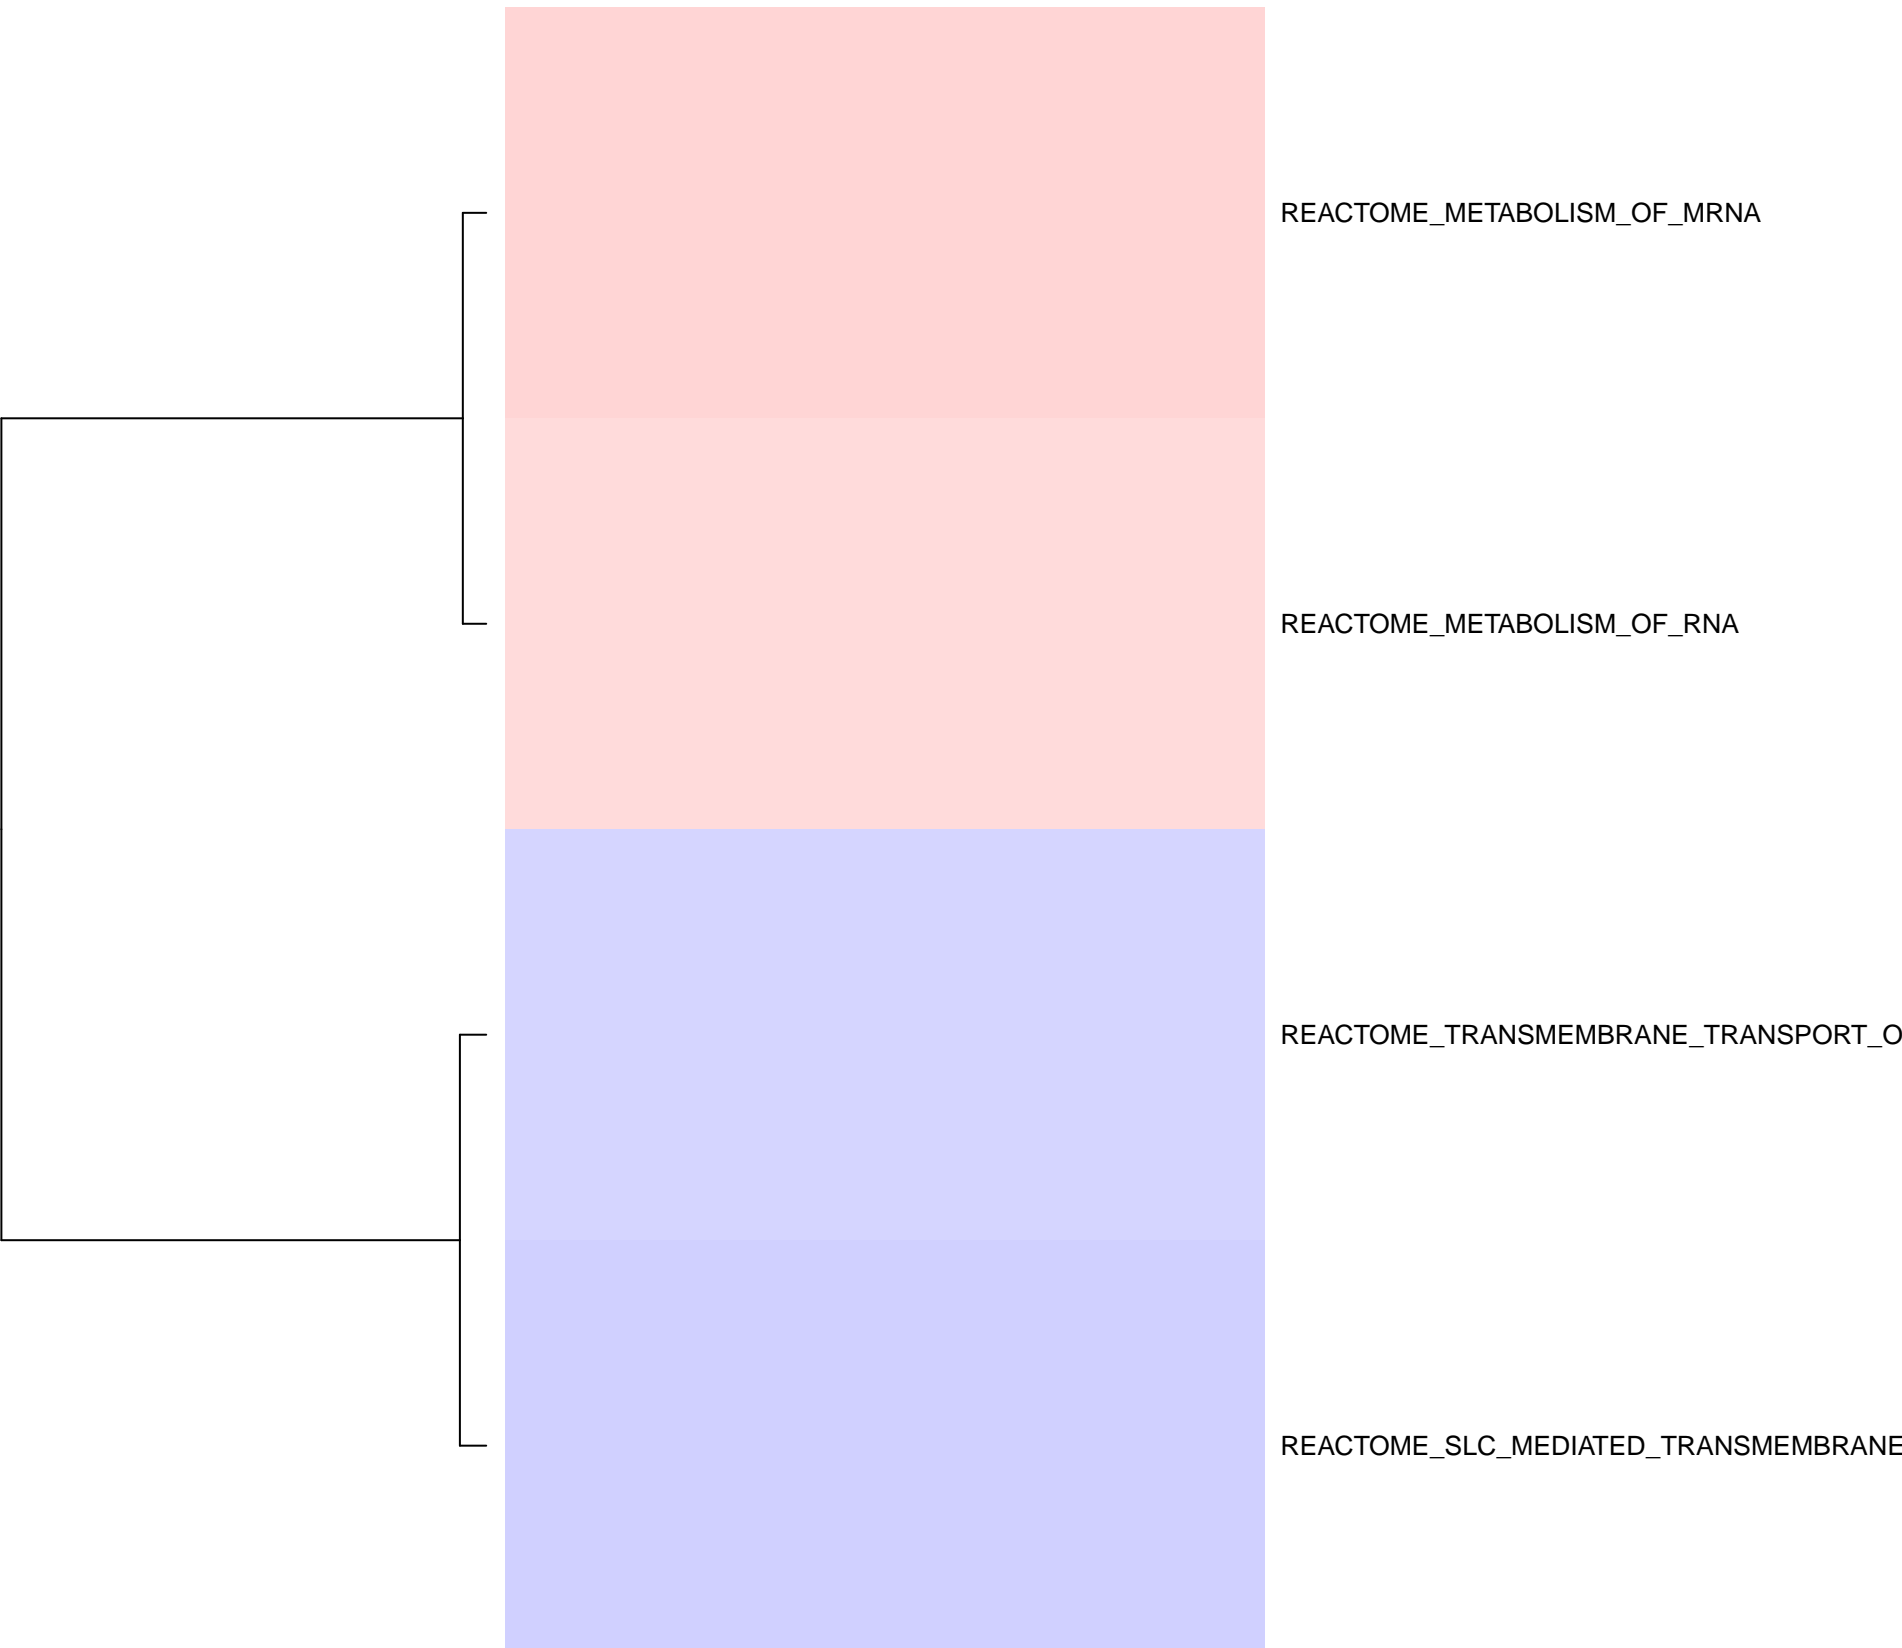 REACTOME_METABOLISM_OF_MRNA
REACTOME_METABOLISM_OF_RNA
REACTOME_TRANSMEMBRANE_TRANSPORT_O
REACTOME_SLC_MEDIATED_TRANSMEMBRANE